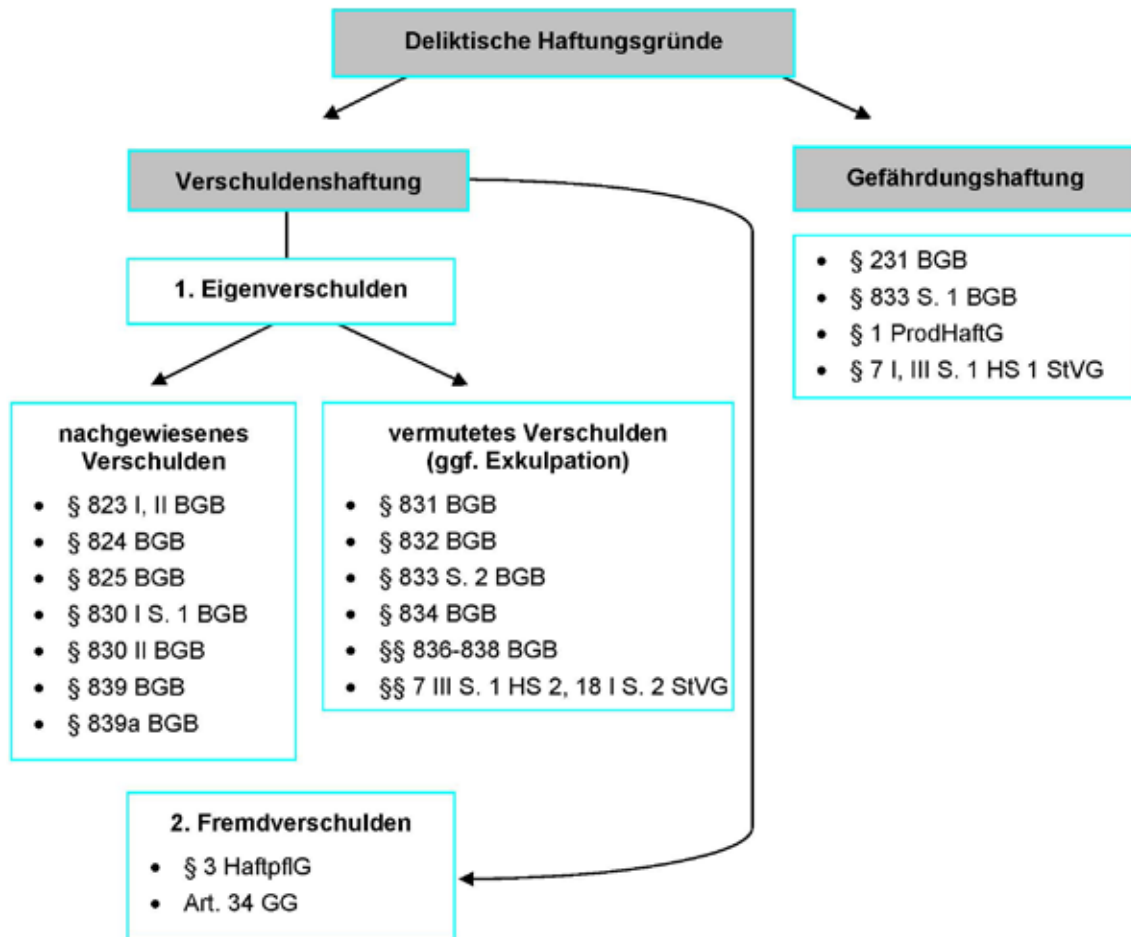 Deliktische Haftungsgründe
Verschuldenshaftung
Gefährdungshaftung
1. Eigenverschulden
• § 231 BGB
• § 833 S. 1 BGB
• § 1 ProdHaftG
• § 7 I, III S. 1 HS 1 StVG
nachgewiesenes
Verschulden
• § 823 I, II BGB
• § 824 BGB
• § 825 BGB
• § 830 I S. 1 BGB
• § 830 II BGB
• § 839 BGB
• § 839a BGB
vermutetes Verschulden
(ggf. Exkulpation)
• § 831 BGB
• § 832 BGB
• § 833 S. 2 BGB
• § 834 BGB
• §§ 836-838 BGB
• §§ 7 III S. 1 HS 2, 18 I S. 2 StVG
2. Fremdverschulden
• § 3 HaftpflG
• Art. 34 GG